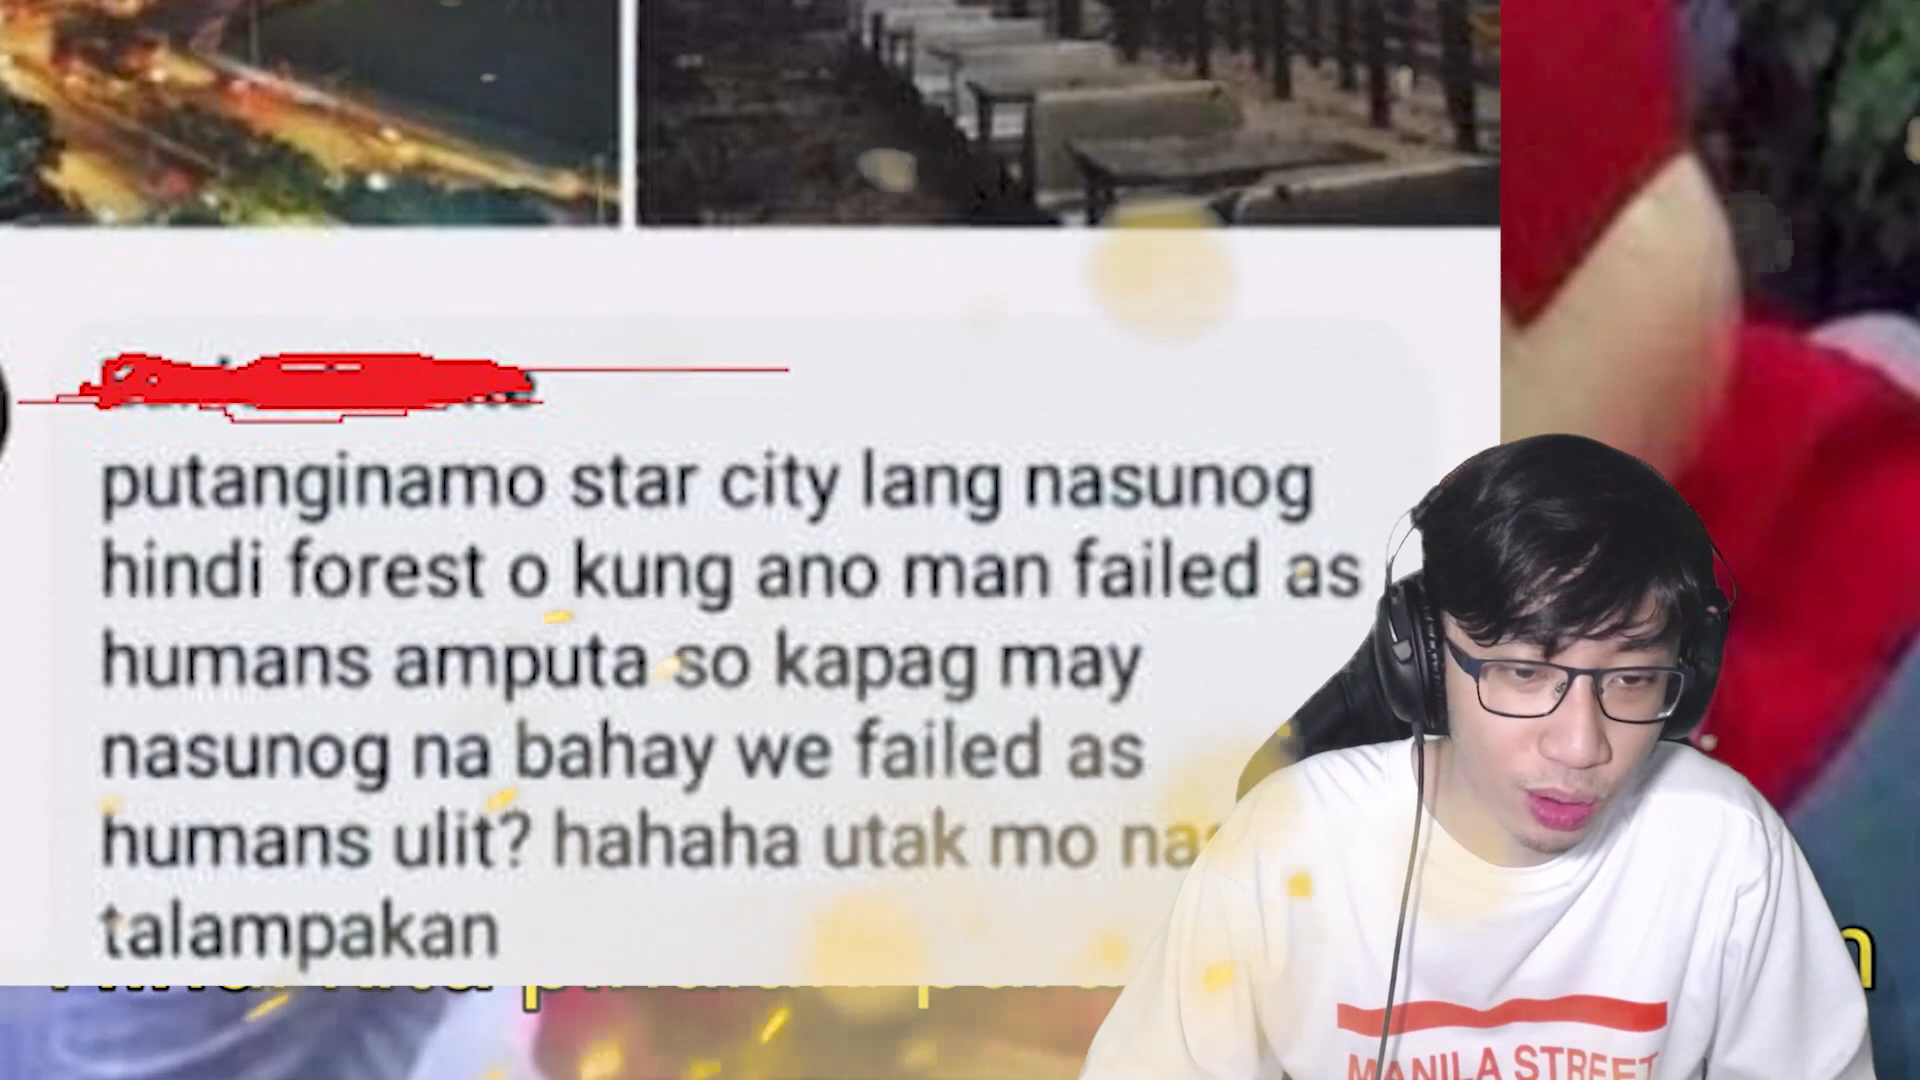 putanginamo star city lang nasunog
hindi forest o kung ano man failed as
humans amputa so kapag may
nasunog na bahay we failed as
humans ulit? hahaha utak mo
talampakan
MANILA STREET